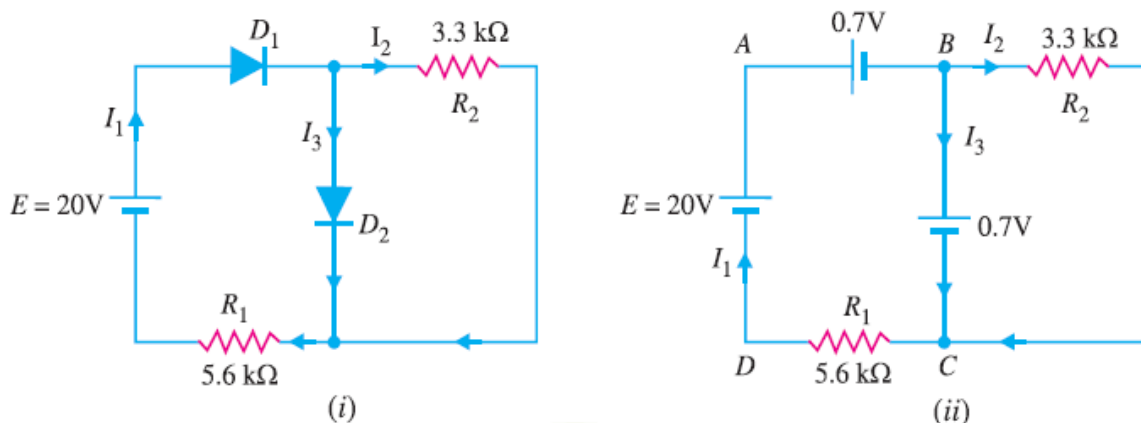 D1
I2
3.3 kΩ
R2
I1
I3
E = 20V
D2
R1
5.6 kΩ
(i)
0.7V
A
B
I2
3.3 kΩ
R2
I3
E = 20V
0.7V
I1
R1
D
5.6 kΩ
C
(ii)